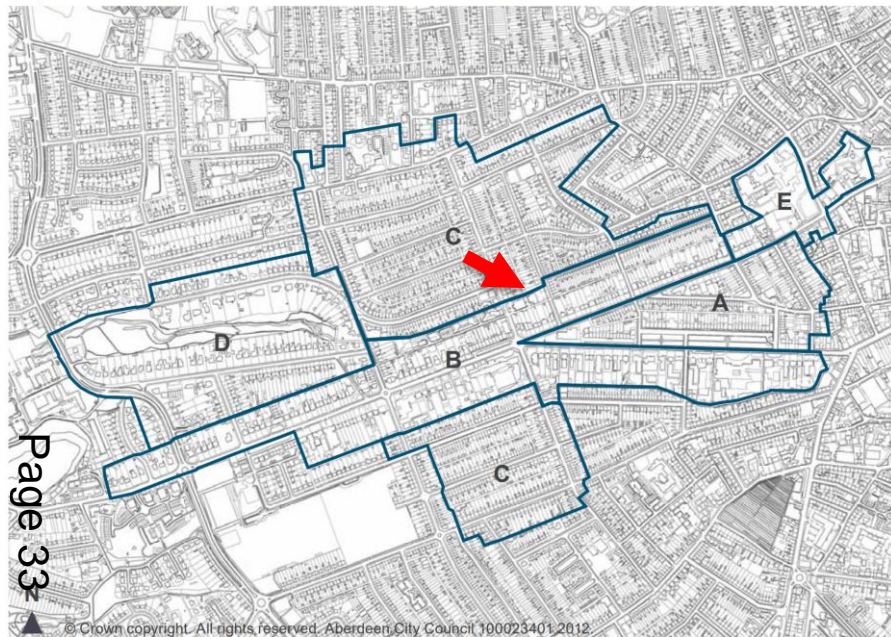 C
E
A
D
B
C
Page 33
N
© Crown copyright. All rights reserved. Aberdeen City Council 100023401 2012.